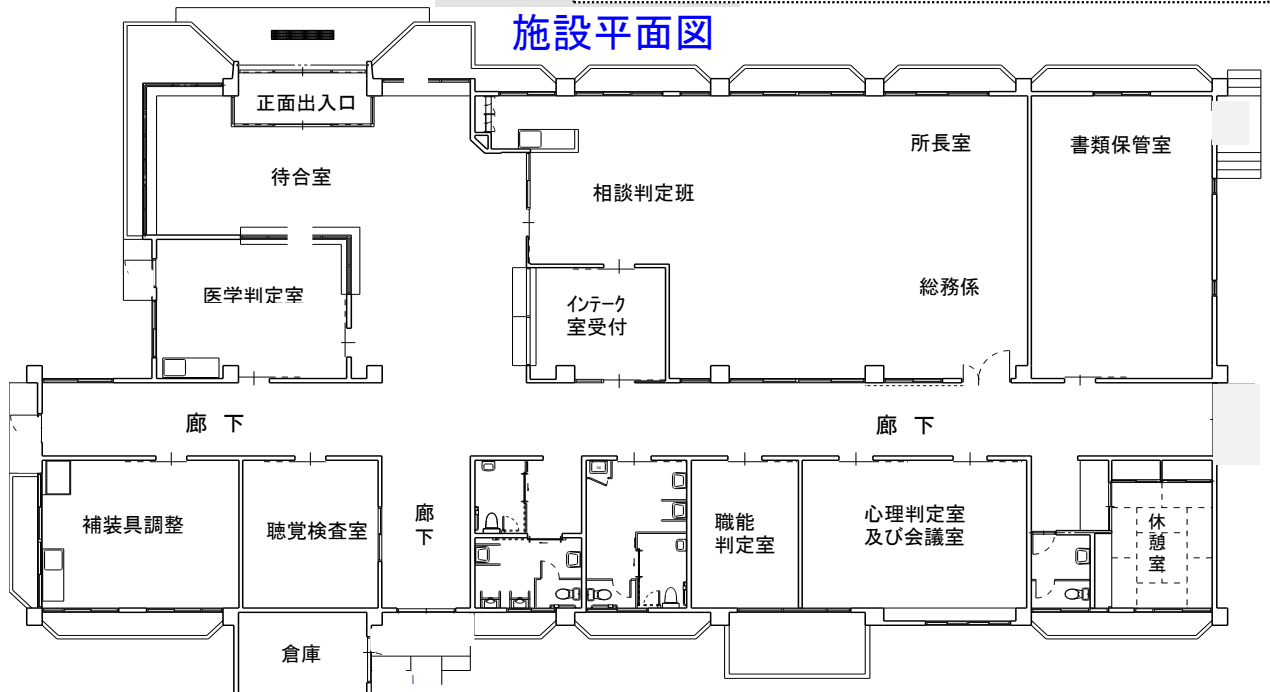 施設平面図
正面出入口
所長室
書類保管室
待合室
相談判定班
医学判定室
総務係
インテーク
室受付
廊 下
廊 下
補装具調整
聴覚検査室
廊
下
職能
判定室
心理判定室
及び会議室
休
憩
室
倉庫